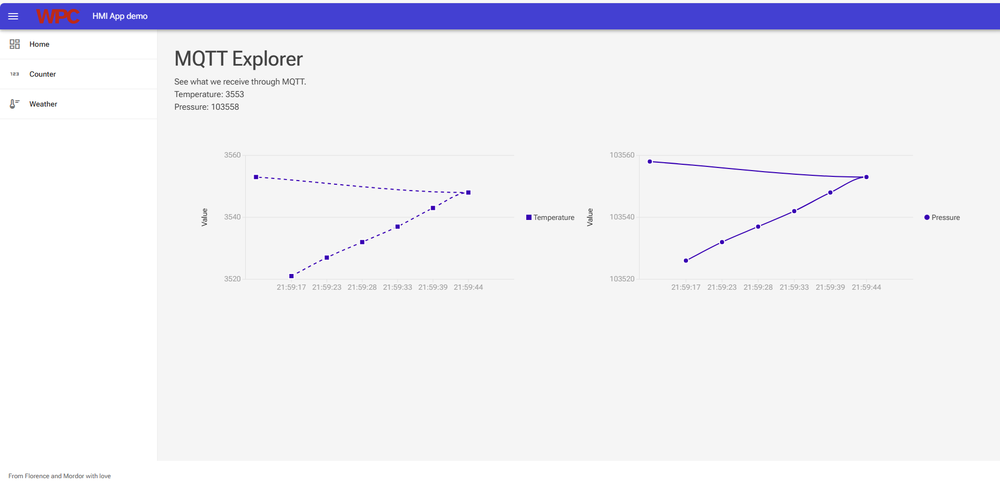 WPC
HMI App demo
Home
123 Counter
Weather
MQTT Explorer
See what we receive through MQTT.
Temperature: 3553
Pressure: 103558
3560
3540
3520
Value
21:59:17 21:59:23 21:59:28 21:59:33 21:59:39 21:59:44
Temperature
103560
103540
103520
Value
21:59:17 21:59:23 21:59:28 21:59:33 21:59:39 21:59:44
Pressure
From Florence and Mordor with love